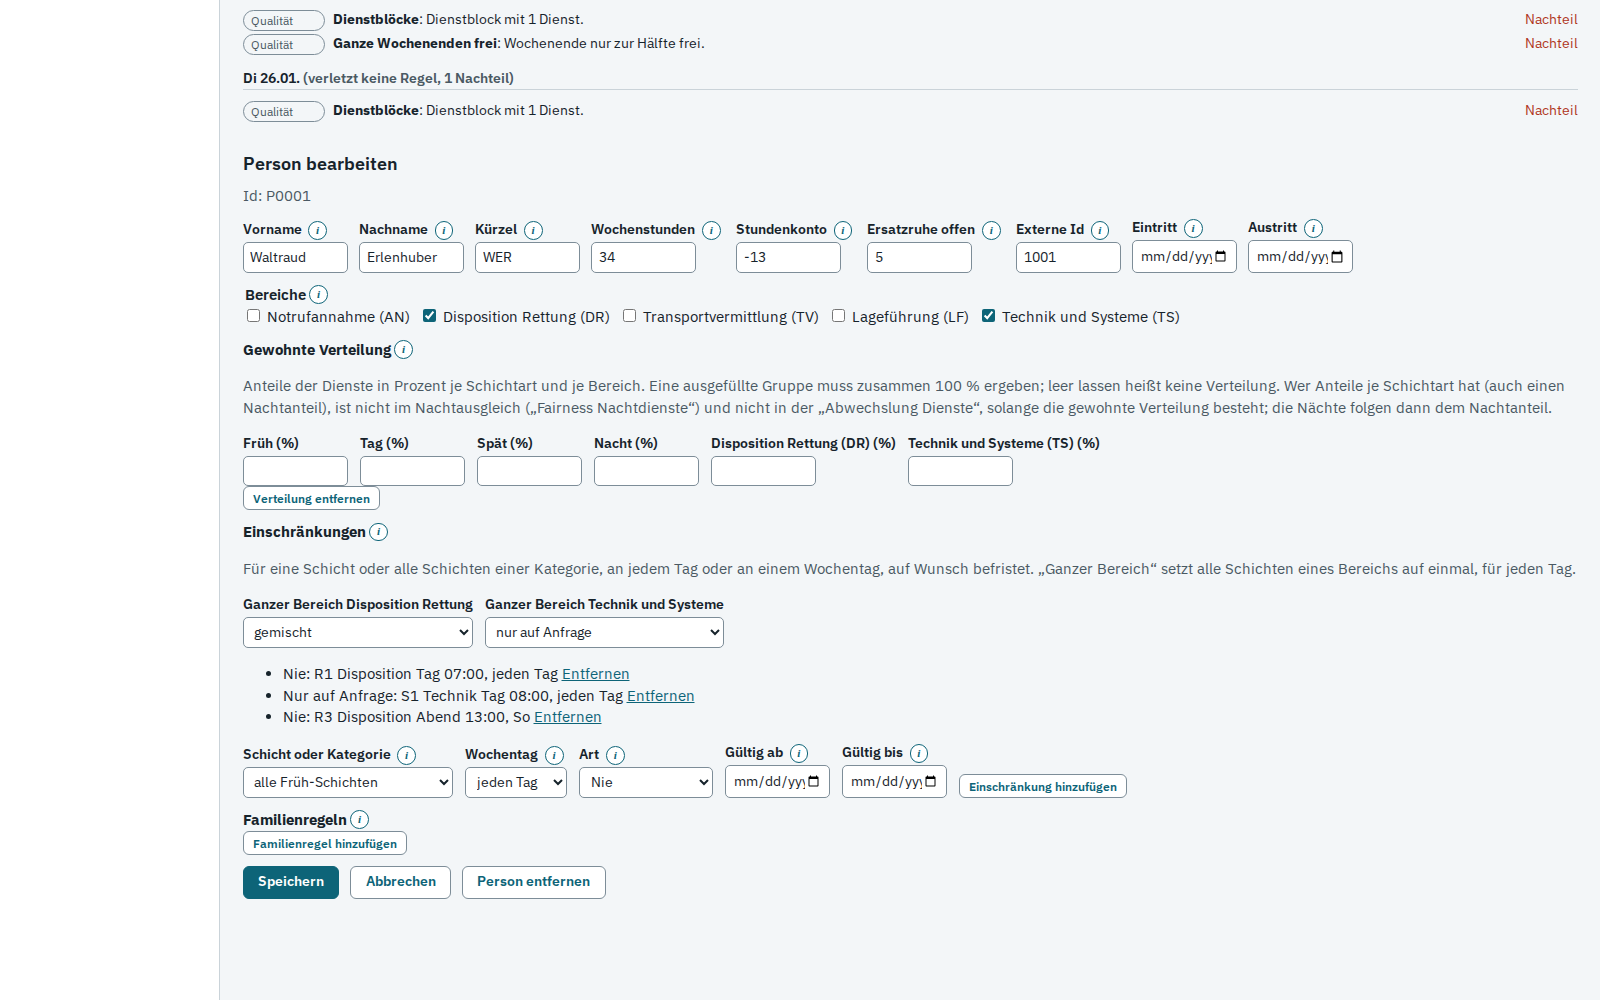 Qualität Dienstblöcke: Dienstblock mit 1 Dienst. Nachteil
Qualität Ganze Wochenenden frei: Wochenende nur zur Hälfte frei. Nachteil
Di 26.01. (verletzt keine Regel, 1 Nachteil)
Qualität Dienstblöcke: Dienstblock mit 1 Dienst. Nachteil
Person bearbeiten
Id: P0001
Vorname i Nachname i Kürzel i Wochenstunden i Stundenkonto i Ersatzruhe offen i Externe Id i Eintritt i Austritt i
Waltraud Erlenhuber WER 34 -13 5 1001 mm/dd/yyy mm/dd/yyy
Bereiche i
Notrufannahme (AN) Disposition Rettung (DR) Transportvermittlung (TV) Lageführung (LF) Technik und Systeme (TS)
Gewohnte Verteilung i
Anteile der Dienste in Prozent je Schichtart und je Bereich. Eine ausgefüllte Gruppe muss zusammen 100 % ergeben; leer lassen heißt keine Verteilung. Wer Anteile je Schichtart hat (auch einen
Nachtanteil), ist nicht im Nachtausgleich („Fairness Nachtdienste“) und nicht in der „Abwechslung Dienste“, solange die gewohnte Verteilung besteht; die Nächte folgen dann dem Nachtanteil.
Früh (%) Tag (%) Spät (%) Nacht (%) Disposition Rettung (DR) (%) Technik und Systeme (TS) (%)
Verteilung entfernen
Einschränkungen i
Für eine Schicht oder alle Schichten einer Kategorie, an jedem Tag oder an einem Wochentag, auf Wunsch befristet. „Ganzer Bereich“ setzt alle Schichten eines Bereichs auf einmal, für jeden Tag.
Ganzer Bereich Disposition Rettung Ganzer Bereich Technik und Systeme
gemischt nur auf Anfrage
• Nie: R1 Disposition Tag 07:00, jeden Tag Entfernen
• Nur auf Anfrage: S1 Technik Tag 08:00, jeden Tag Entfernen
• Nie: R3 Disposition Abend 13:00, So Entfernen
Schicht oder Kategorie i Wochentag i Art i Gültig ab i Gültig bis i
alle Früh-Schichten jeden Tag Nie mm/dd/yyy mm/dd/yyy Einschränkung hinzufügen
Familienregeln i
Familienregel hinzufügen
Speichern Abbrechen Person entfernen